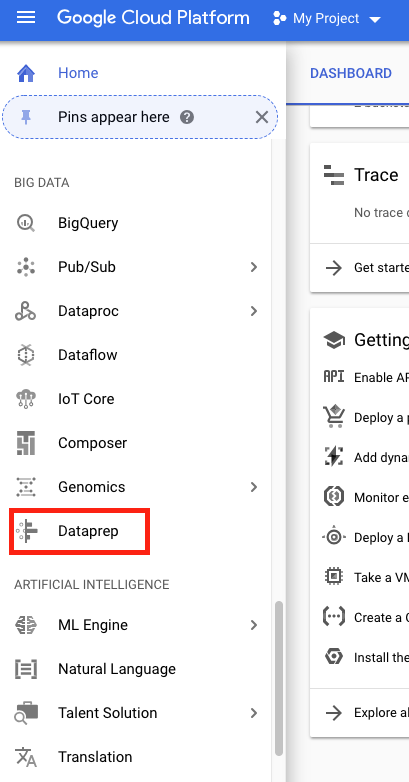 Google Cloud Platform
My Project
Home
Pins appear here
BIG DATA
BigQuery
Pub/Sub
Dataproc
Dataflow
IoT Core
Composer
Genomics
Dataprep
ARTIFICIAL INTELLIGENCE
ML Engine
Natural Language
Talent Solution
Translation
DASHBOARD
Trace
No trace
Get starte
Getting
API Enable AP
Deploy a
Add dyna
Monitor e
Deploy a
Take a VM
Create a
Install the
Explore al